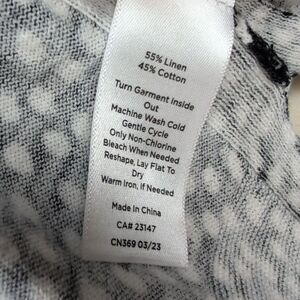 55% Linen
45% Cotton
Turn Garment Inside
Out
Machine Wash Cold
Gentle Cycle
Only Non-Chlorine
Bleach When Needed
Reshape, Lay Flat To
Dry
Warm Iron, If Needed
Made In China
CA# 23147
CN369 03/23